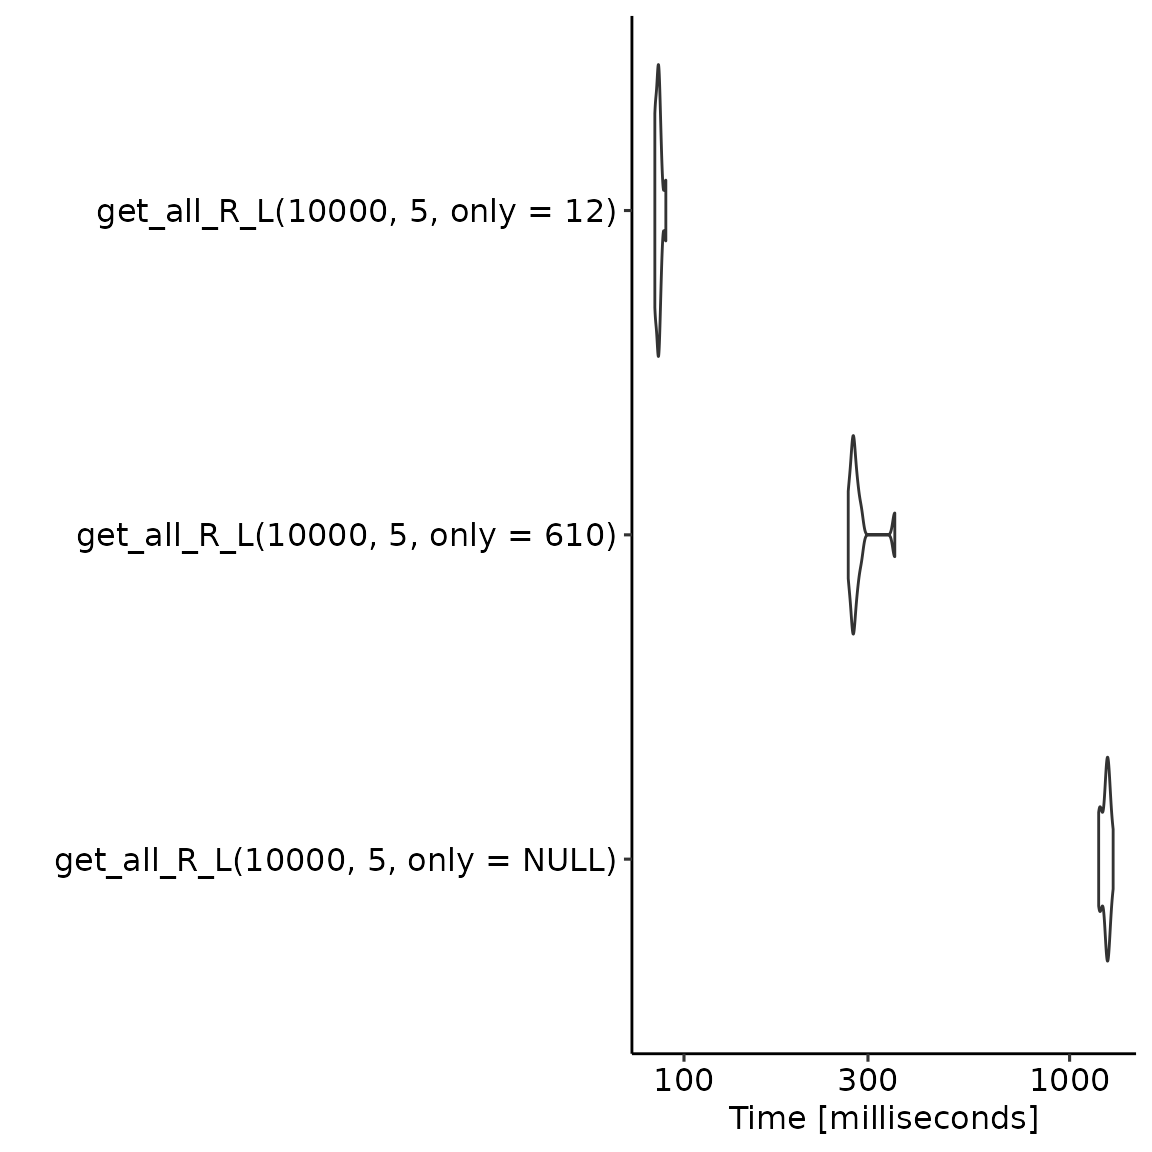 get_all_R_L(10000, 5, only = 12)
get_all_R_L(10000, 5, only = 610)
get_all_R_L(10000, 5, only = NULL)
100 300 1000
Time [milliseconds]